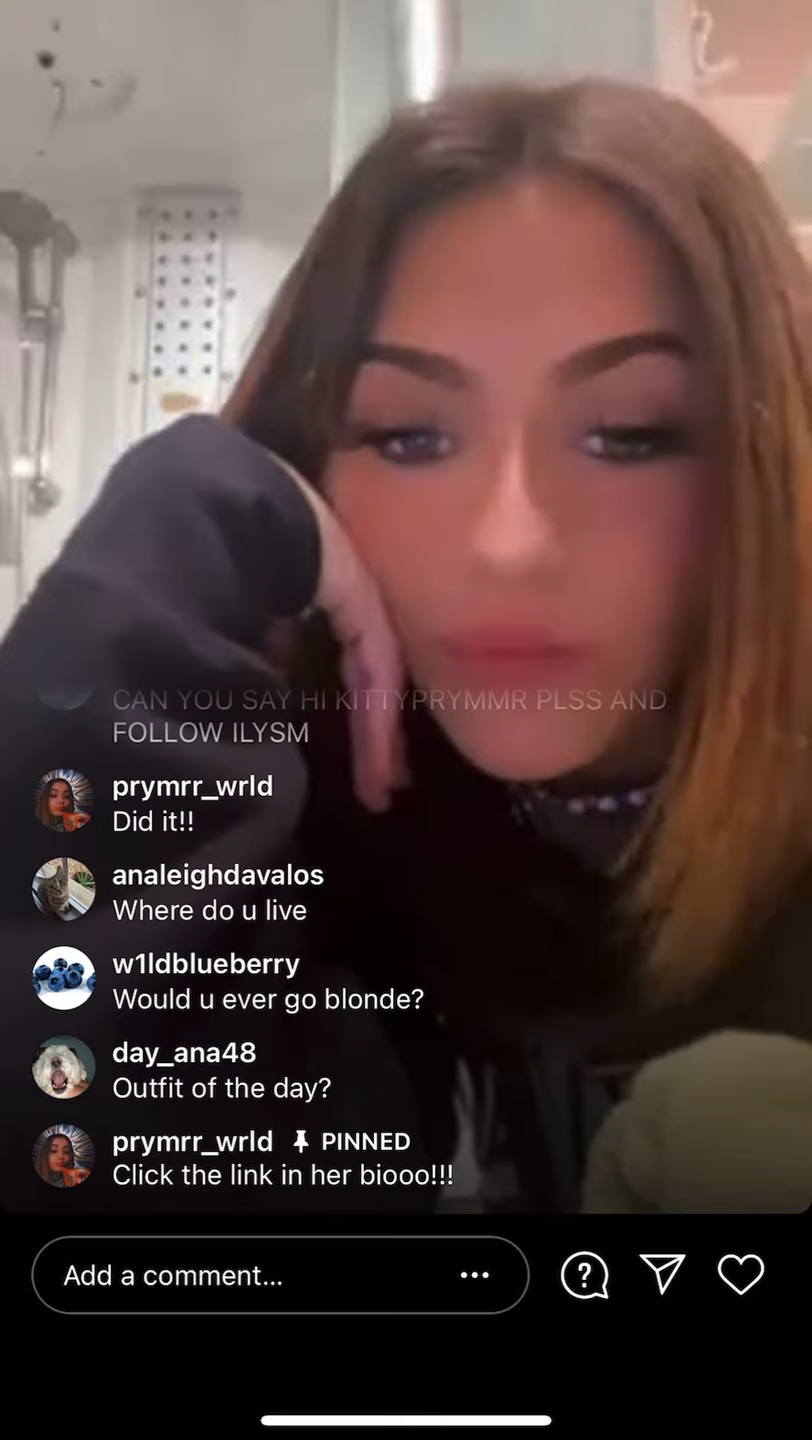 CAN YOU SAY HI KITTYPRYMMR PLSS AND
FOLLOW ILYSM
prymrr_wrld
Did it!!
analeighdavalos
Where do u live
w1ldblueberry
Would u ever go blonde?
day_ana48
Outfit of the day?
prymrr_wrld PINNED
Click the link in her biooo!!!
Add a comment...